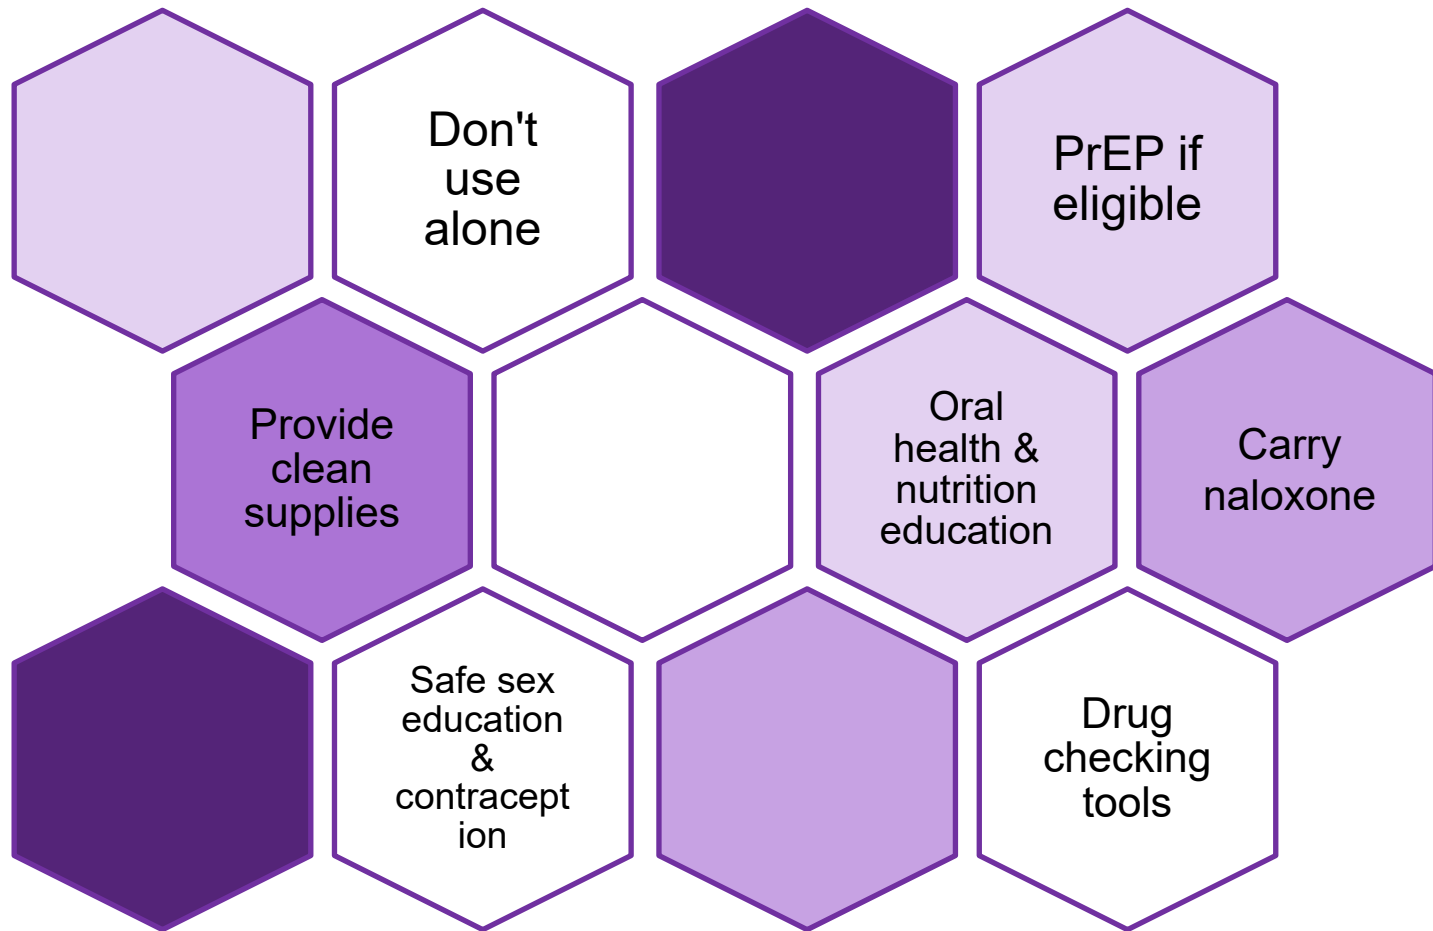 Don't
use
alone
PrEP if
eligible
Provide
clean
supplies
Oral
health &
nutrition
education
Carry
naloxone
Safe sex
education
&
contracept
ion
Drug
checking
tools